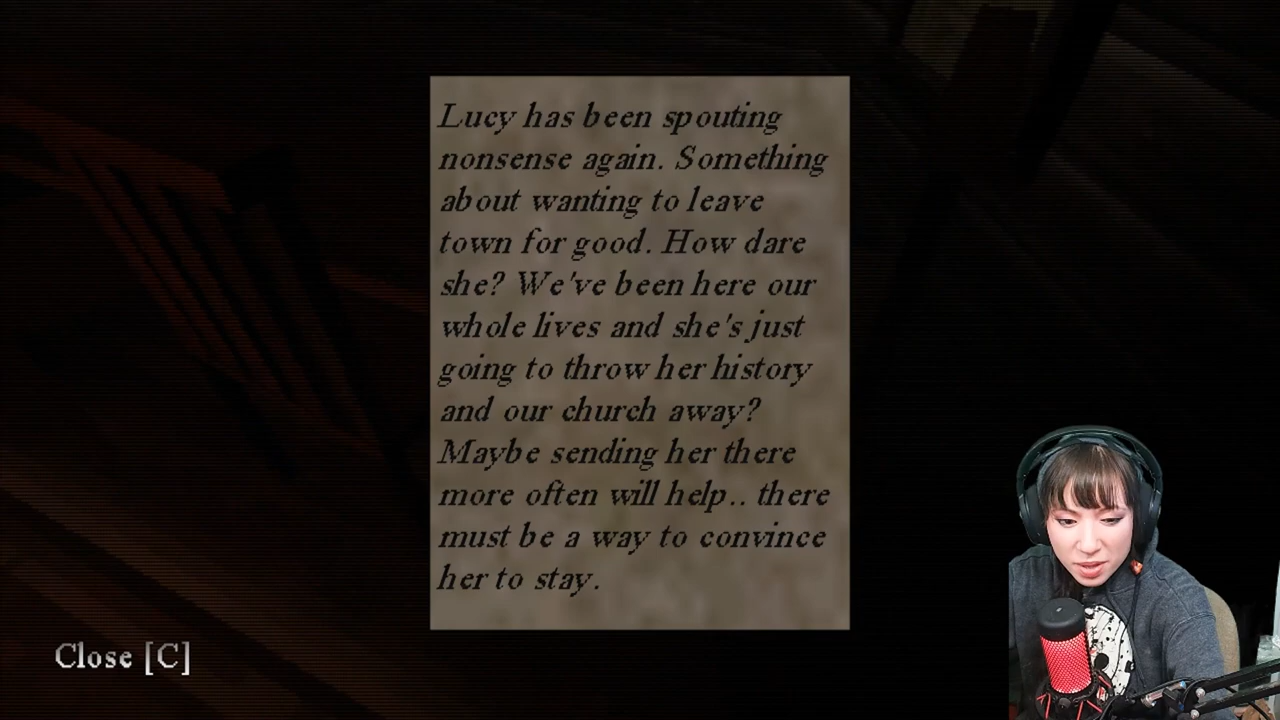 Lucy has been spouting
nonsense again. Something
about wanting to leave
town for good. How dare
she? We've been here our
whole lives and she's just
going to throw her history
and our church away?
Maybe sending her there
more often will help.. there
must be a way to convince
her to stay.
Close [C]